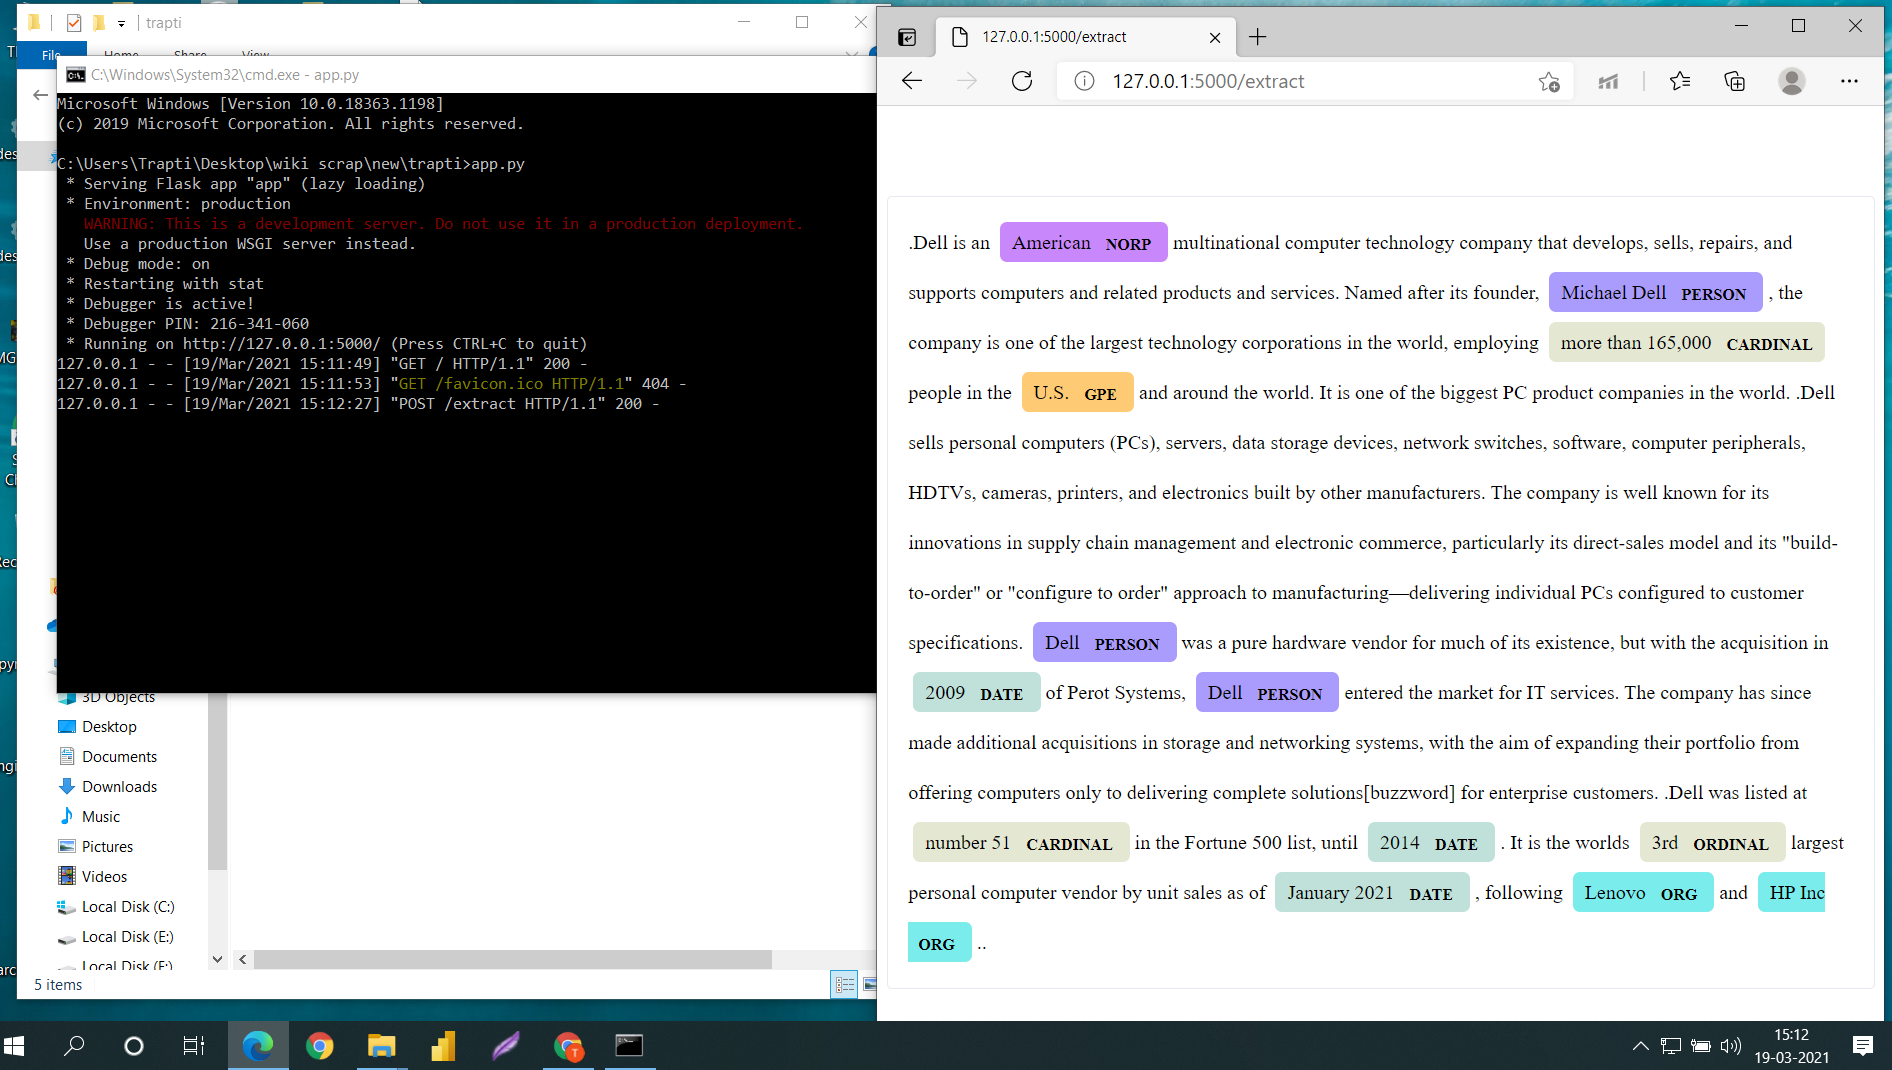 trapti
File Home Share View
C:\Windows\System32\cmd.exe - app.py
Microsoft Windows [Version 10.0.18363.1198]
(c) 2019 Microsoft Corporation. All rights reserved.
C:\Users\Trapti\Desktop\wiki scrap\new\trapti>app.py
* Serving Flask app "app" (lazy loading)
* Environment: production
WARNING: This is a development server. Do not use it in a production deployment.
Use a production WSGI server instead.
* Debug mode: on
* Restarting with stat
* Debugger is active!
* Debugger PIN: 216-341-060
* Running on http://127.0.0.1:5000/ (Press CTRL+C to quit)
127.0.0.1 - - [19/Mar/2021 15:11:49] "GET / HTTP/1.1" 200 -
127.0.0.1 - - [19/Mar/2021 15:11:53] "GET /favicon.ico HTTP/1.1" 404 -
127.0.0.1 - - [19/Mar/2021 15:12:27] "POST /extract HTTP/1.1" 200 -
3D Objects
Desktop
Documents
Downloads
Music
Pictures
Videos
Local Disk (C:)
Local Disk (E:)
Local Disk (F:)
5 items
127.0.0.1:5000/extract
127.0.0.1:5000/extract
.Dell is an American NORP multinational computer technology company that develops, sells, repairs, and
supports computers and related products and services. Named after its founder, Michael Dell PERSON , the
company is one of the largest technology corporations in the world, employing more than 165,000 CARDINAL
people in the U.S. GPE and around the world. It is one of the biggest PC product companies in the world. .Dell
sells personal computers (PCs), servers, data storage devices, network switches, software, computer peripherals,
HDTVs, cameras, printers, and electronics built by other manufacturers. The company is well known for its
innovations in supply chain management and electronic commerce, particularly its direct-sales model and its "build-
to-order" or "configure to order" approach to manufacturing—delivering individual PCs configured to customer
specifications. Dell PERSON was a pure hardware vendor for much of its existence, but with the acquisition in
2009 DATE of Perot Systems, Dell PERSON entered the market for IT services. The company has since
made additional acquisitions in storage and networking systems, with the aim of expanding their portfolio from
offering computers only to delivering complete solutions[buzzword] for enterprise customers. .Dell was listed at
number 51 CARDINAL in the Fortune 500 list, until 2014 DATE . It is the worlds 3rd ORDINAL largest
personal computer vendor by unit sales as of January 2021 DATE , following Lenovo ORG and HP Inc
ORG ..
15:12
19-03-2021